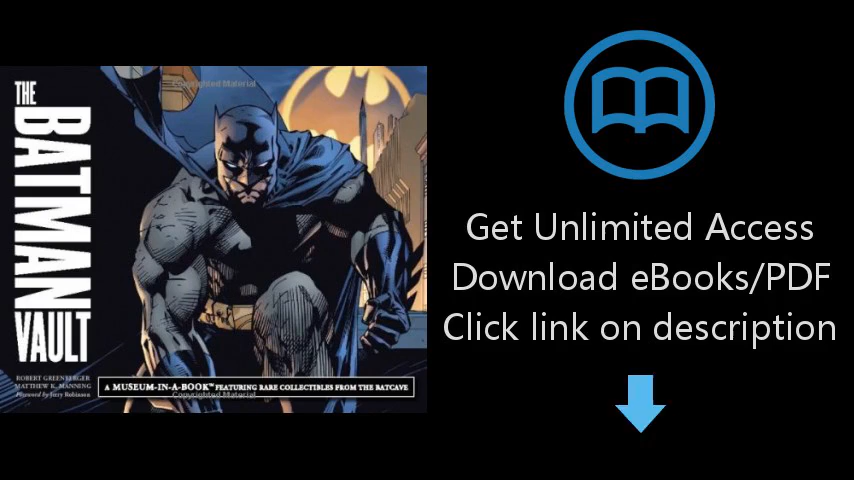 Copyrighted Material
THE
BATMAN
VAULT
ROBERT GREENBERGER
MATTHEW K. MANNING
Foreword by Jerry Robinson
A MUSEUM-IN-A-BOOK™ FEATURING RARE COLLECTIBLES FROM THE BATCAVE
Copyrighted Material
Get Unlimited Access
Download eBooks/PDF
Click link on description